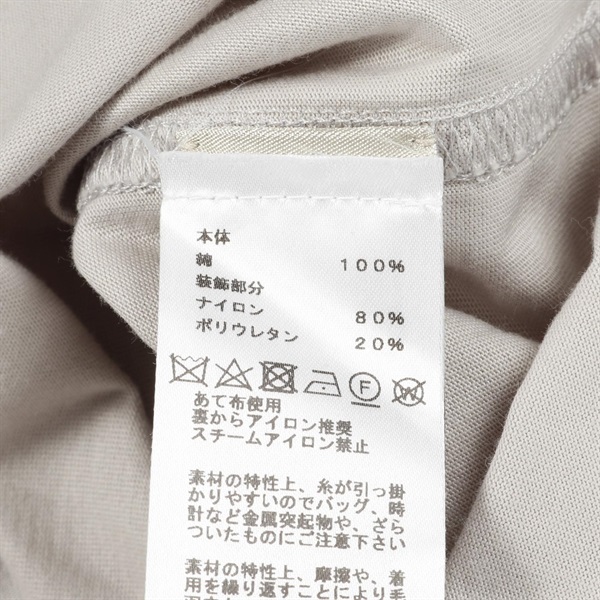 本体
綿 100%
装飾部分
ナイロン 80%
ポリウレタン 20%
F W
あて布使用
裏からアイロン推奨
スチームアイロン禁止
素材の特性上、糸が引っ掛
かりやすいのでバッグ、時
計など金属突起物や、ざら
ついたものにご注意下さい
素材の特性上、摩擦や、着
用を繰り返すことにより毛